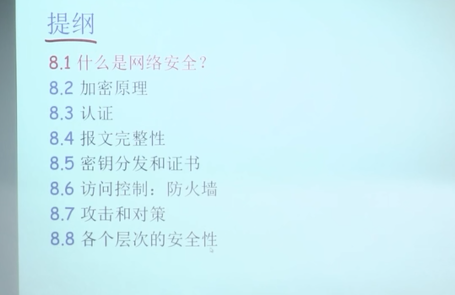 提纲
8.1 什么是网络安全?
8.2 加密原理
8.3 认证
8.4 报文完整性
8.5 密钥分发和证书
8.6 访问控制：防火墙
8.7 攻击和对策
8.8 各个层次的安全性